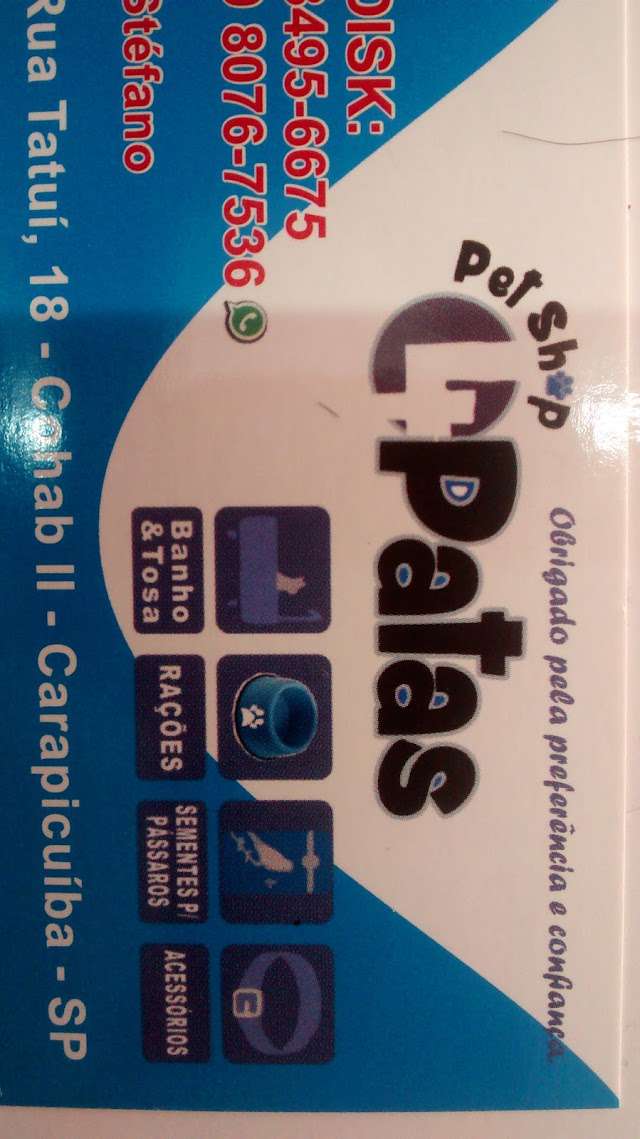 Obrigado pela preferência e confiança
Pet Shop
Patas
DISK:
8495-6675
8076-7536
Stéfano
Banho
& Tosa
RAÇÕES
SEMENTES P/
PÁSSAROS
ACESSÓRIOS
Rua Tatuí, 18 - Cohab II - Carapicuíba - SP